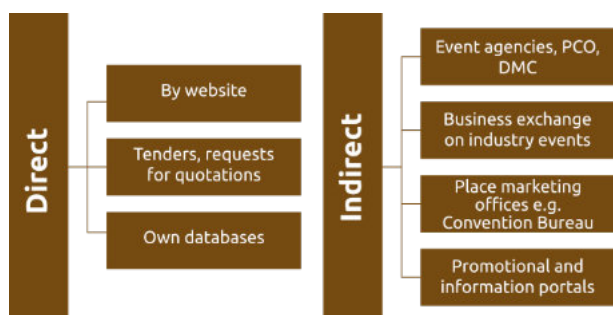 Direct
By website
Tenders, requests
for quotations
Own databases
Indirect
Event agencies, PCO,
DMC
Business exchange
on industry events
Place marketing
offices e.g.
Convention Bureau
Promotional and
information portals